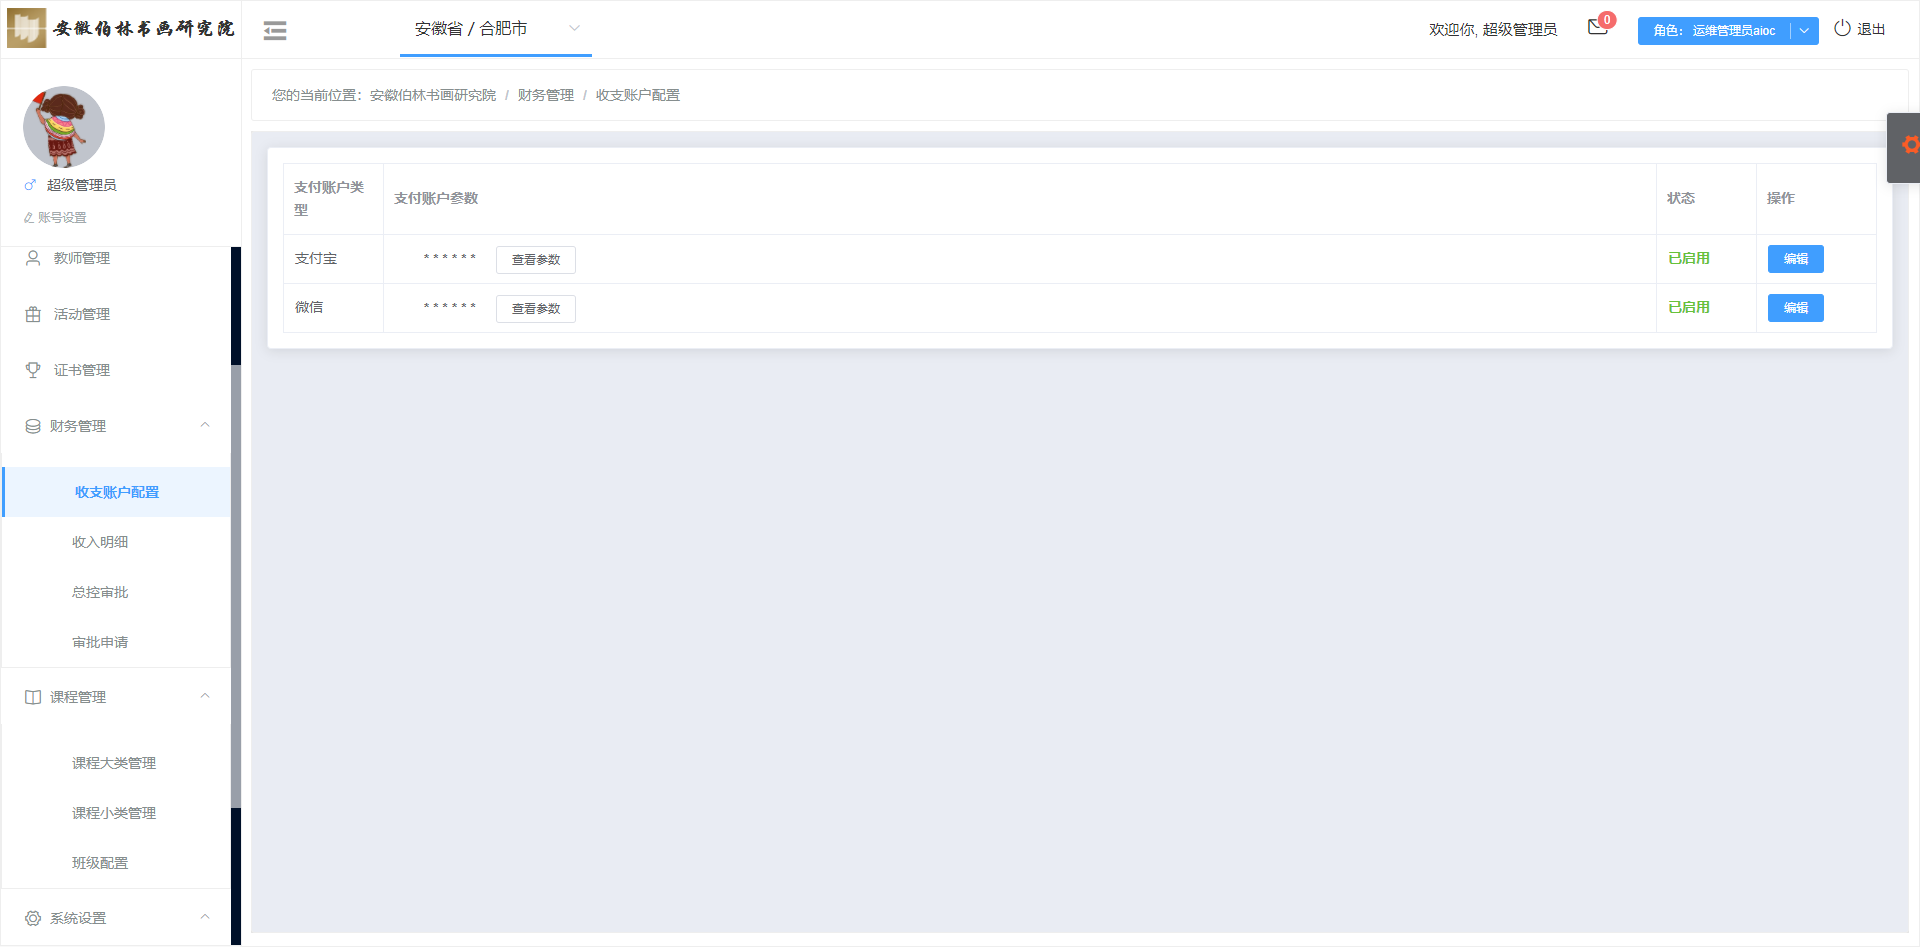 安徽伯林书画研究院
安徽省 / 合肥市
欢迎你, 超级管理员
0
角色： 运维管理员aioc
退出
超级管理员
账号设置
教师管理
活动管理
证书管理
财务管理
收支账户配置
收入明细
总控审批
审批申请
课程管理
课程大类管理
课程小类管理
班级配置
系统设置
您的当前位置：安徽伯林书画研究院 / 财务管理 / 收支账户配置
支付账户类型 支付账户参数 状态 操作
支付宝 ****** 查看参数 已启用 编辑
微信 ****** 查看参数 已启用 编辑